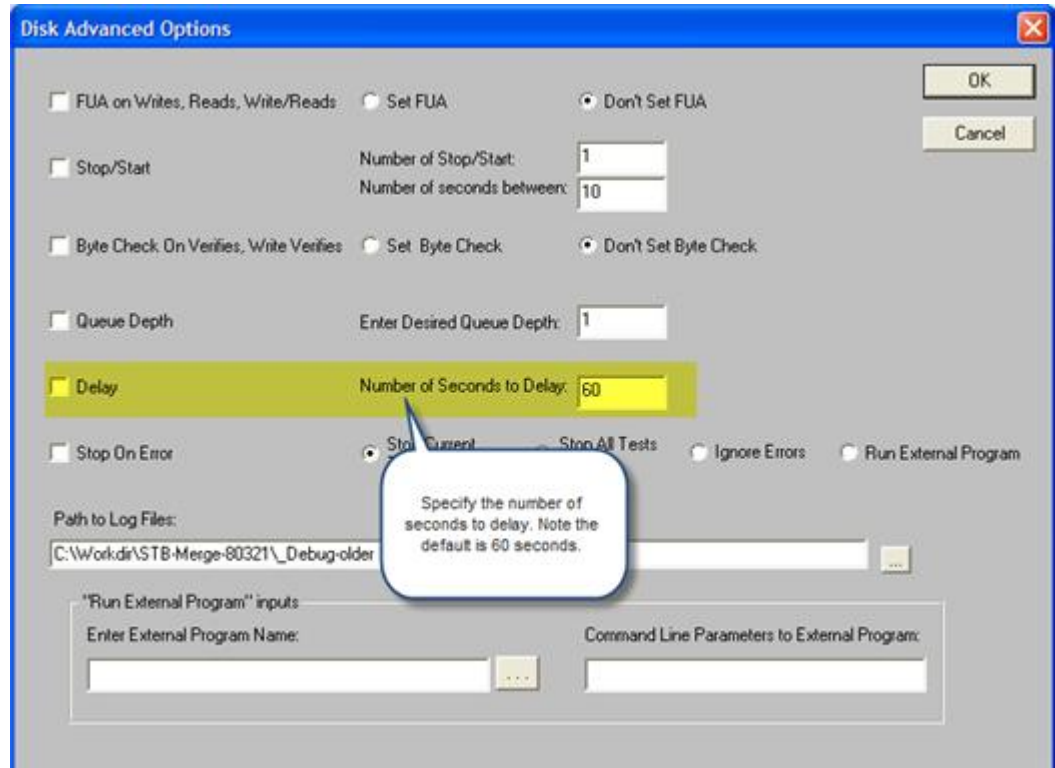 Disk Advanced Options
OK
FUA on Writes, Reads, Write/Reads
Set FUA
Don't Set FUA
Cancel
Stop/Start
Number of Stop/Start:
1
Number of seconds between:
10
Byte Check On Verifies, Write Verifies
Set Byte Check
Don't Set Byte Check
Queue Depth
Enter Desired Queue Depth:
1
Delay
Number of Seconds to Delay:
60
Stop On Error
Current
Stop All Tests
Ignore Errors
Run External Program
Specify the number of
seconds to delay. Note the
default is 60 seconds.
Path to Log Files:
C:\Workdir\STB-Merge-80321\_Debug-older
...
"Run External Program" inputs
Enter External Program Name:
Command Line Parameters to External Program:
...